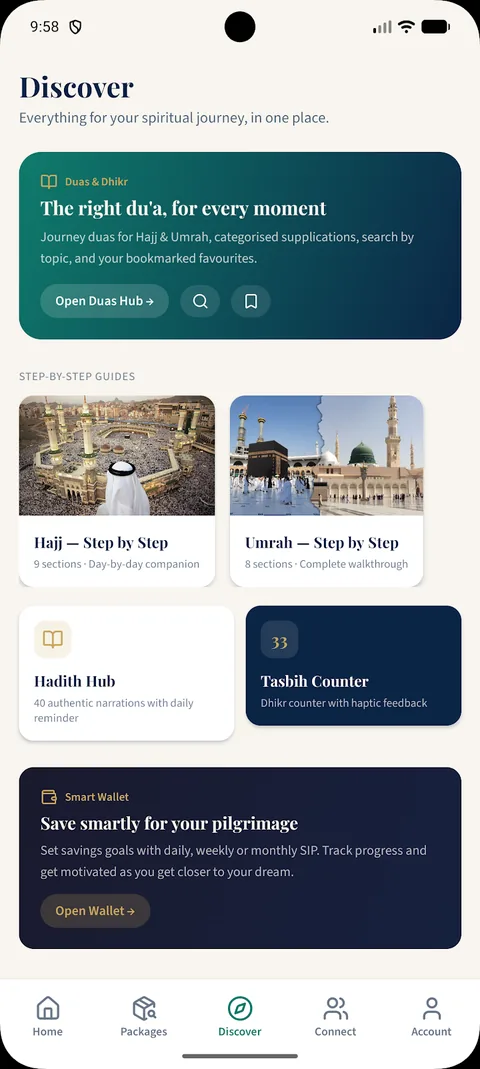 9:58
Discover
Everything for your spiritual journey, in one place.
Duas & Dhikr
The right du'a, for every moment
Journey duas for Hajj & Umrah, categorised supplications, search by
topic, and your bookmarked favourites.
Open Duas Hub →
STEP-BY-STEP GUIDES
Hajj — Step by Step
9 sections · Day-by-day companion
Umrah — Step by Step
8 sections · Complete walkthrough
Hadith Hub
40 authentic narrations with daily
reminder
33
Tasbih Counter
Dhikr counter with haptic feedback
Smart Wallet
Save smartly for your pilgrimage
Set savings goals with daily, weekly or monthly SIP. Track progress and
get motivated as you get closer to your dream.
Open Wallet →
Home
Packages
Discover
Connect
Account